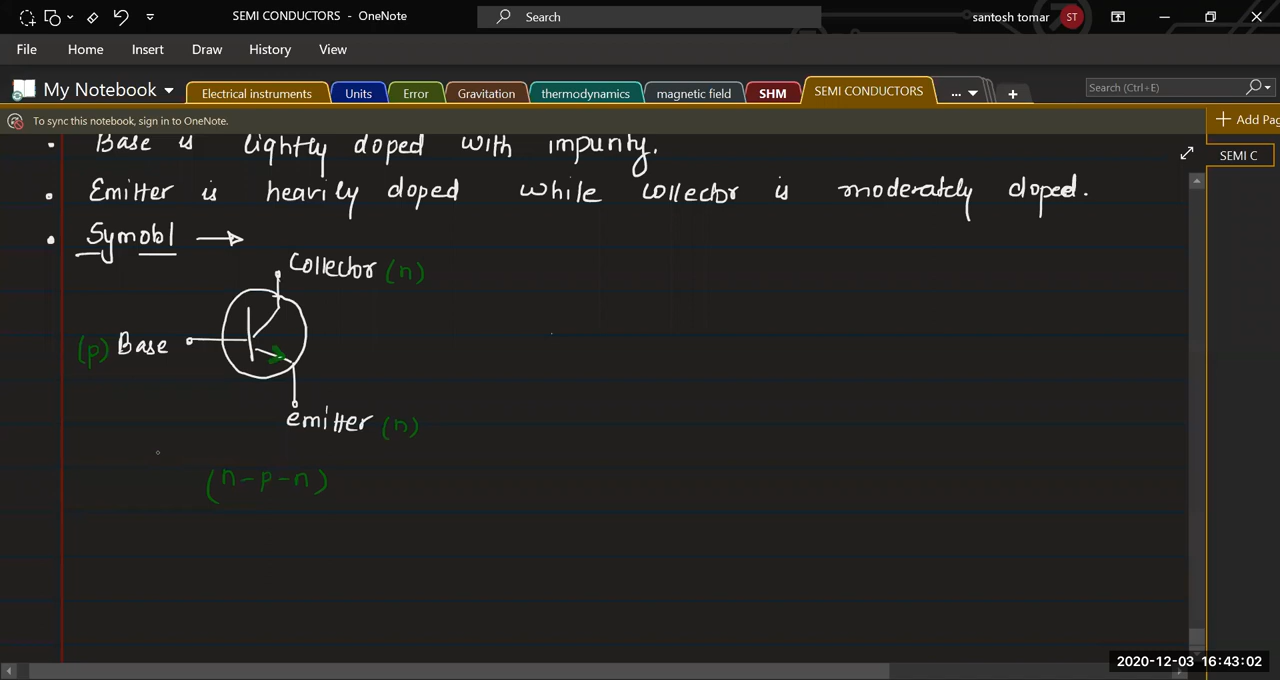 SEMI CONDUCTORS - OneNote
Search
santosh tomar
ST
File Home Insert Draw History View
My Notebook
Electrical instruments
Units
Error
Gravitation
thermodynamics
magnetic field
SHM
SEMI CONDUCTORS
...
Search (Ctrl+E)
To sync this notebook, sign in to OneNote.
Add Pag
SEMI C
• Base is lightly doped with impurity.
• Emitter is heavily doped while collector is moderately doped.
• Symobl →
Collector (n)
(p) Base
emitter (n)
(n-p-n)
2020-12-03 16:43:02